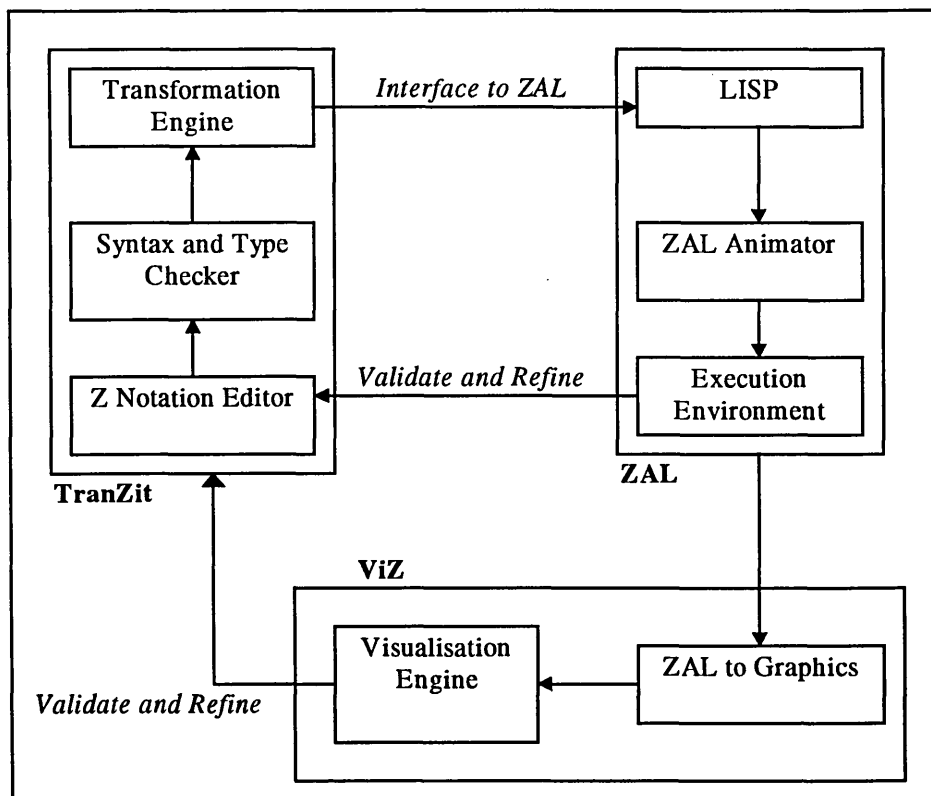 Transformation
Engine
Interface to ZAL
LISP
Syntax and Type
Checker
ZAL Animator
Z Notation Editor
Validate and Refine
Execution
Environment
TranZit
ZAL
ViZ
Visualisation
Engine
ZAL to Graphics
Validate and Refine